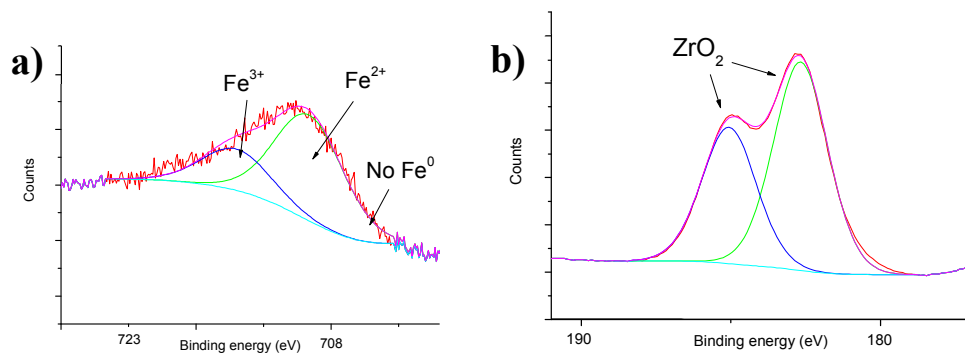 a)
Fe³⁺
Fe²⁺
No Fe⁰
Counts
723
708
Binding energy (eV)
b)
ZrO₂
Counts
190
180
Binding energy (eV)